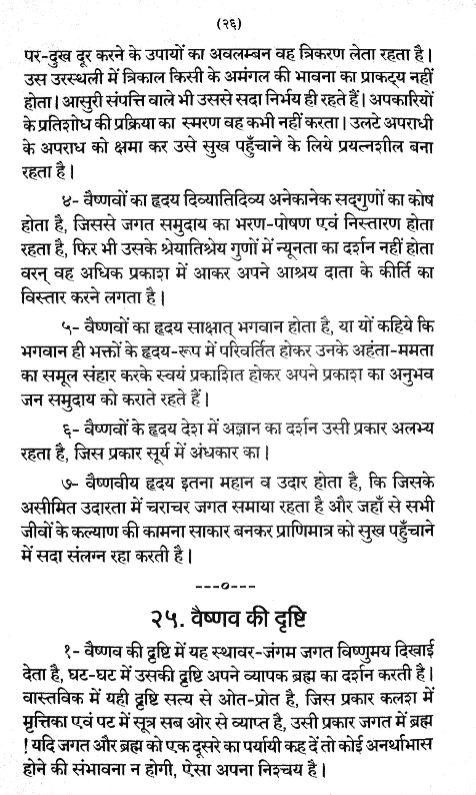 (२६)
पर-दुख दूर करने के उपायों का अवलम्बन वह त्रिकरण लेता रहता है।
उस उरस्थली में त्रिकाल किसी के अमंगल की भावना का प्राकट्य नहीं
होता। आसुरी संपत्ति वाले भी उससे सदा निर्भय ही रहते हैं। अपकारियों
के प्रतिशोध की प्रक्रिया का स्मरण वह कभी नहीं करता। उलटे अपराधी
के अपराध को क्षमा कर उसे सुख पहुँचाने के लिये प्रयत्नशील बना
रहता है।
४- वैष्णवों का हृदय दिव्यातिदिव्य अनेकानेक सद्‌गुणों का कोष
होता है, जिससे जगत समुदाय का भरण-पोषण एवं निस्तारण होता
रहता है, फिर भी उसके श्रेयातिश्रेय गुणों में न्यूनता का दर्शन नहीं होता
वरन् वह अधिक प्रकाश में आकर अपने आश्रय दाता के कीर्ति का
विस्तार करने लगता है।
५- वैष्णवों का हृदय साक्षात् भगवान होता है, या यों कहिये कि
भगवान ही भक्तों के हृदय-रूप में परिवर्तित होकर उनके अहंता-ममता
का समूल संहार करके स्वयं प्रकाशित होकर अपने प्रकाश का अनुभव
जन समुदाय को कराते रहते हैं।
६- वैष्णवों के हृदय देश में अज्ञान का दर्शन उसी प्रकार अलभ्य
रहता है, जिस प्रकार सूर्य में अंधकार का।
७- वैष्णवीय हृदय इतना महान व उदार होता है, कि जिसके
असीमित उदारता में चराचर जगत समाया रहता है और जहाँ से सभी
जीवों के कल्याण की कामना साकार बनकर प्राणिमात्र को सुख पहुँचाने
में सदा संलग्न रहा करती है।
---०---
२५. वैष्णव की दृष्टि
१- वैष्णव की दृष्टि में यह स्थावर-जंगम जगत विष्णुमय दिखाई
देता है, घट-घट में उसकी दृष्टि अपने व्यापक ब्रह्म का दर्शन करती है।
वास्तविक में यही दृष्टि सत्य से ओत-प्रोत है, जिस प्रकार कलश में
मृत्तिका एवं पट में सूत्र सब ओर से व्याप्त है, उसी प्रकार जगत में ब्रह्म
! यदि जगत और ब्रह्म को एक दूसरे का पर्यायी कह दें तो कोई अनर्थाभास
होने की संभावना न होगी, ऐसा अपना निश्चय है।